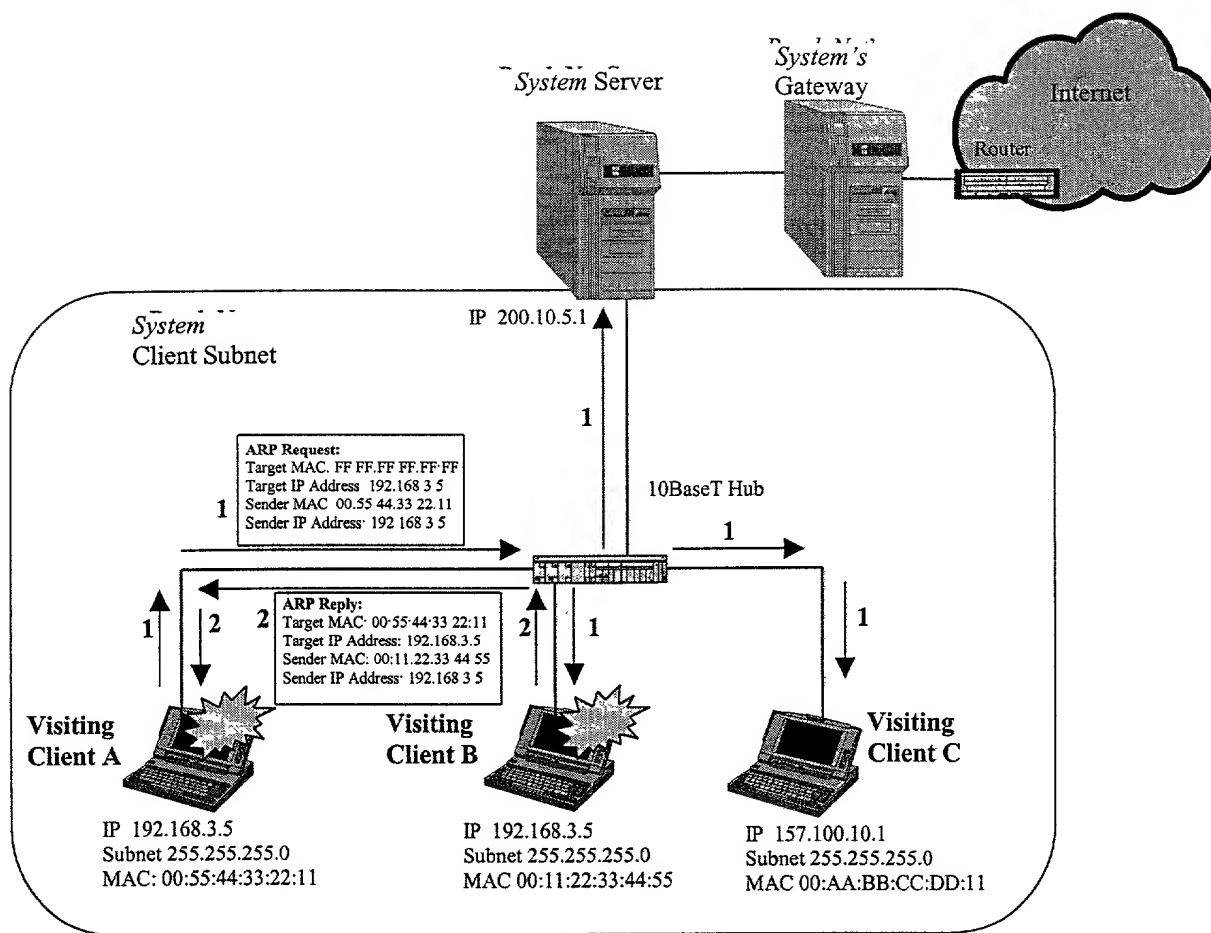 System Server
System's
Gateway
Internet
Router
System
Client Subnet
IP 200.10.5.1
1
ARP Request:
Target MAC. FF FF.FF FF.FF·FF
Target IP Address 192.168 3 5
Sender MAC 00.55 44.33 22.11
Sender IP Address· 192 168 3 5
1
10BaseT Hub
1
ARP Reply:
Target MAC· 00·55·44·33 22:11
Target IP Address: 192.168.3.5
Sender MAC: 00:11.22.33 44 55
Sender IP Address· 192.168 3 5
1
2
2
2
1
1
Visiting
Client A
Visiting
Client B
Visiting
Client C
IP 192.168.3.5
Subnet 255.255.255.0
MAC: 00:55:44:33:22:11
IP 192.168.3.5
Subnet 255.255.255.0
MAC 00:11:22:33:44:55
IP 157.100.10.1
Subnet 255.255.255.0
MAC 00:AA:BB:CC:DD:11